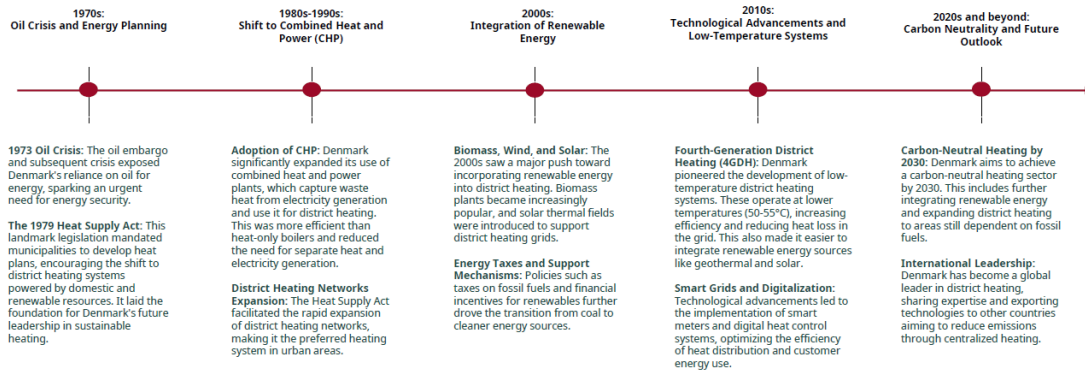 1970s:
Oil Crisis and Energy Planning
1973 Oil Crisis: The oil embargo
and subsequent crisis exposed
Denmark's reliance on oil for
energy, sparking an urgent
need for energy security.
The 1979 Heat Supply Act: This
landmark legislation mandated
municipalities to develop heat
plans, encouraging the shift to
district heating systems
powered by domestic and
renewable resources. It laid the
foundation for Denmark's future
leadership in sustainable
heating.
1980s-1990s:
Shift to Combined Heat and
Power (CHP)
Adoption of CHP: Denmark
significantly expanded its use of
combined heat and power
plants, which capture waste
heat from electricity generation
and use it for district heating.
This was more efficient than
heat-only boilers and reduced
the need for separate heat and
electricity generation.
District Heating Networks
Expansion: The Heat Supply Act
facilitated the rapid expansion
of district heating networks,
making it the preferred heating
system in urban areas.
2000s:
Integration of Renewable
Energy
Biomass, Wind, and Solar: The
2000s saw a major push toward
incorporating renewable energy
into district heating. Biomass
plants became increasingly
popular, and solar thermal fields
were introduced to support
district heating grids.
Energy Taxes and Support
Mechanisms: Policies such as
taxes on fossil fuels and financial
incentives for renewables further
drove the transition from coal to
cleaner energy sources.
2010s:
Technological Advancements and
Low-Temperature Systems
Fourth-Generation District
Heating (4GDH): Denmark
pioneered the development of low-
temperature district heating
systems. These operate at lower
temperatures (50-55°C), increasing
efficiency and reducing heat loss in
the grid. This also made it easier to
integrate renewable energy sources
like geothermal and solar.
Smart Grids and Digitalization:
Technological advancements led to
the implementation of smart
meters and digital heat control
systems, optimizing the efficiency
of heat distribution and customer
energy use.
2020s and beyond:
Carbon Neutrality and Future
Outlook
Carbon-Neutral Heating by
2030: Denmark aims to achieve
a carbon-neutral heating sector
by 2030. This includes further
integrating renewable energy
and expanding district heating
to areas still dependent on fossil
fuels.
International Leadership:
Denmark has become a global
leader in district heating,
sharing expertise and exporting
technologies to other countries
aiming to reduce emissions
through centralized heating.